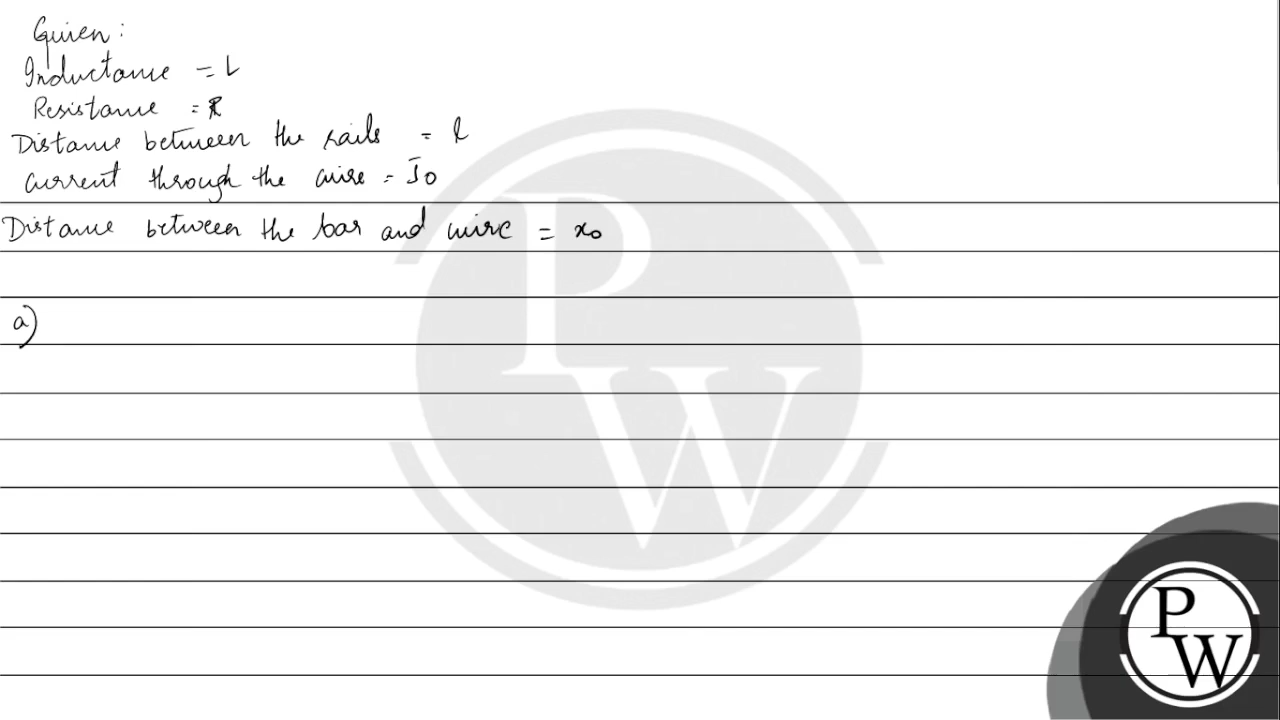 Given:
Inductance = L
Resistance = R
Distance between the rails = l
Current through the wire = I0
Distance between the bar and wire = x0
a)
P
W
P
W